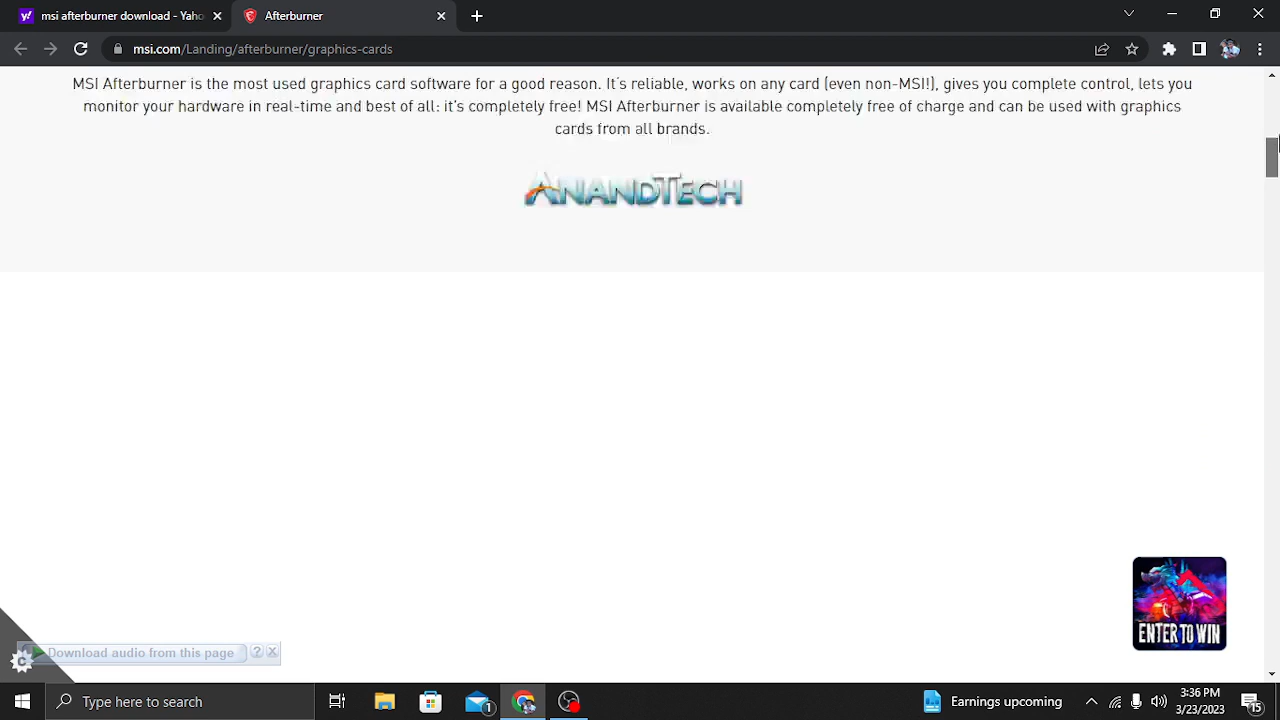 msi afterburner download - Yaho
Afterburner
msi.com/Landing/afterburner/graphics-cards
MSI Afterburner is the most used graphics card software for a good reason. It's reliable, works on any card (even non-MSI!), gives you complete control, lets you
monitor your hardware in real-time and best of all: it's completely free! MSI Afterburner is available completely free of charge and can be used with graphics
cards from all brands.
ANANDTECH
ENTER TO WIN
Download audio from this page
?
Type here to search
1
Earnings upcoming
3:36 PM
3/23/2023
15